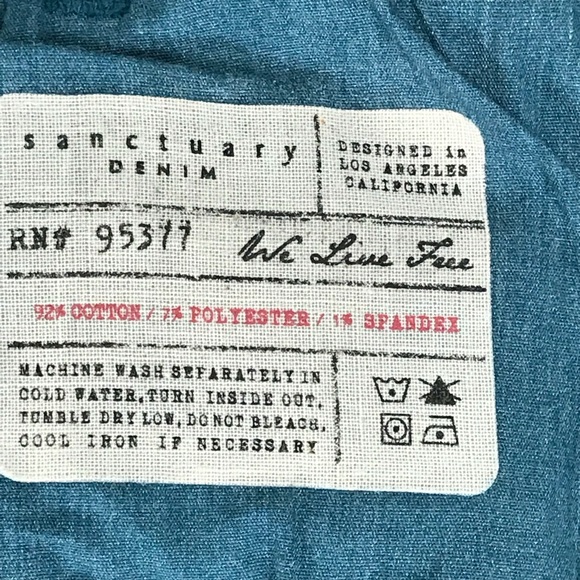 sanctuary
DENIM
DESIGNED in
LOS ANGELES
CALIFORNIA
RN# 95377
We Live Free
92% COTTON / 7% POLYESTER / 1% SPANDEX
MACHINE WASH SEPARATELY IN
COLD WATER, TURN INSIDE OUT,
TUMBLE DRY LOW, DO NOT BLEACH,
COOL IRON IF NECESSARY